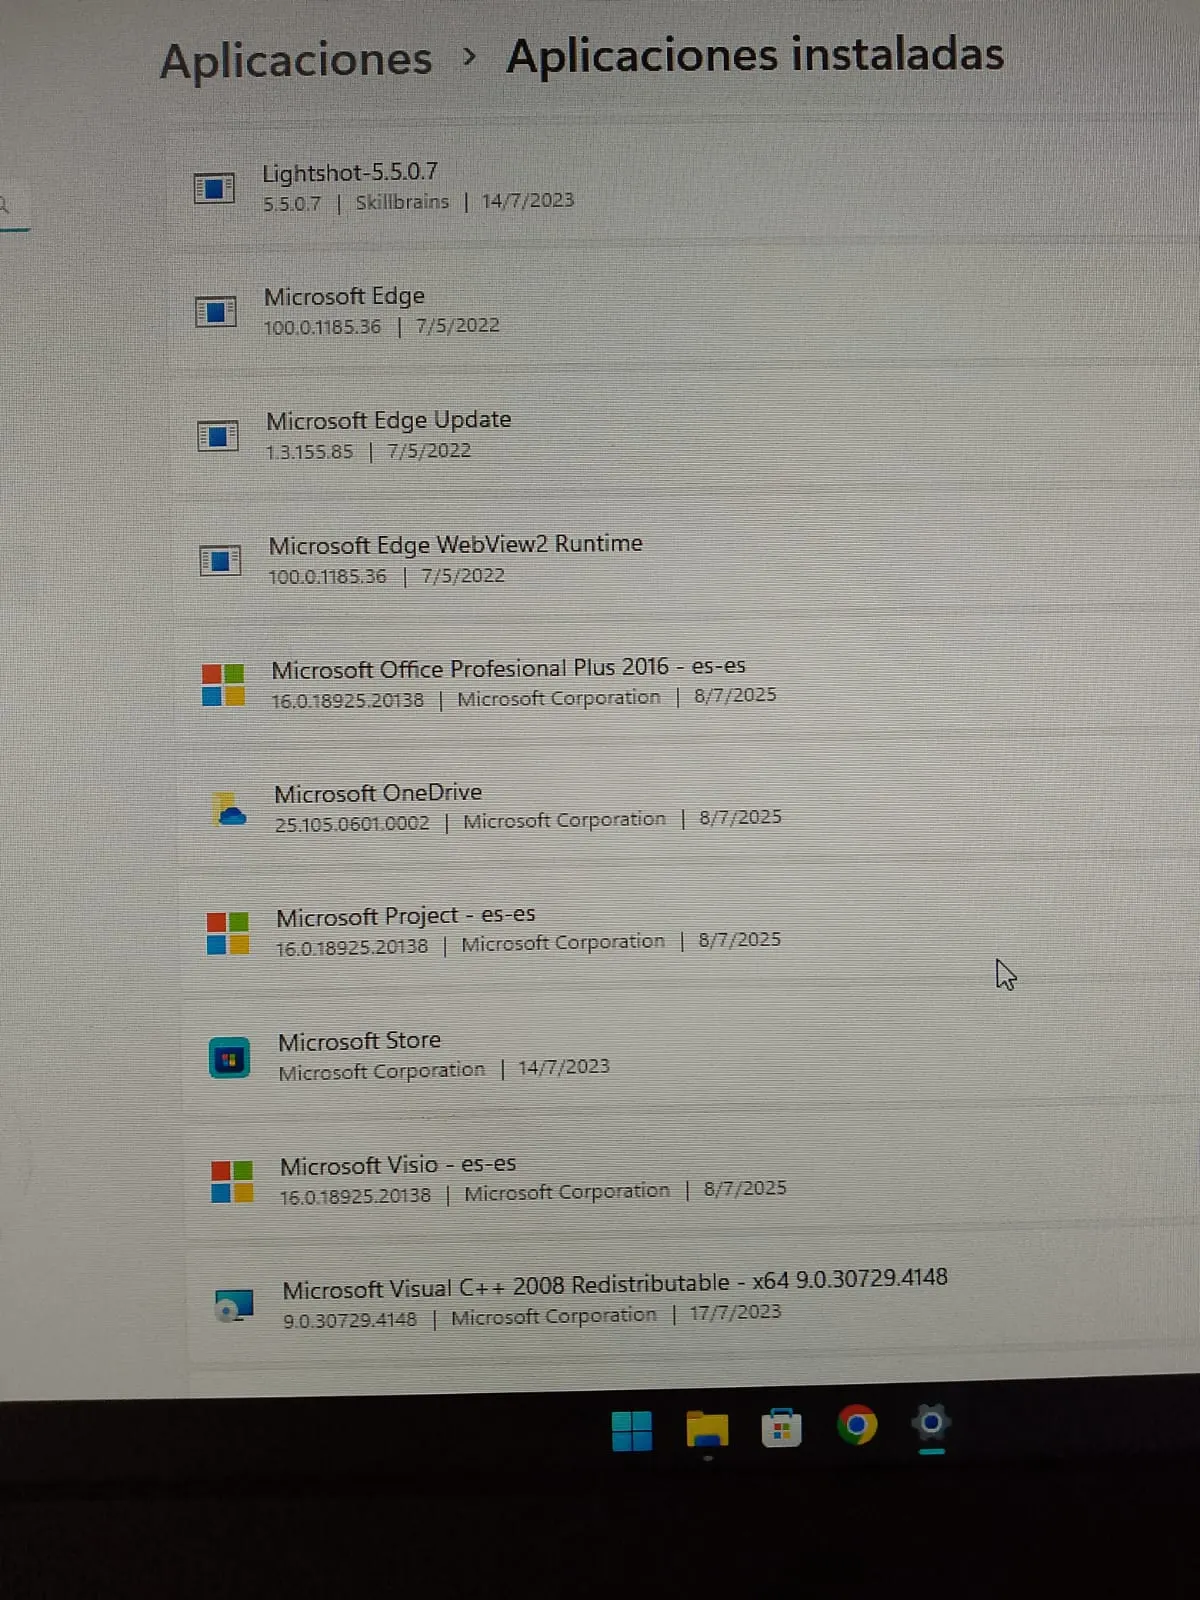 Aplicaciones > Aplicaciones instaladas
Lightshot-5.5.0.7
5.5.0.7 | Skillbrains | 14/7/2023
Microsoft Edge
100.0.1185.36 | 7/5/2022
Microsoft Edge Update
1.3.155.85 | 7/5/2022
Microsoft Edge WebView2 Runtime
100.0.1185.36 | 7/5/2022
Microsoft Office Profesional Plus 2016 - es-es
16.0.18925.20138 | Microsoft Corporation | 8/7/2025
Microsoft OneDrive
25.105.0601.0002 | Microsoft Corporation | 8/7/2025
Microsoft Project - es-es
16.0.18925.20138 | Microsoft Corporation | 8/7/2025
Microsoft Store
Microsoft Corporation | 14/7/2023
Microsoft Visio - es-es
16.0.18925.20138 | Microsoft Corporation | 8/7/2025
Microsoft Visual C++ 2008 Redistributable - x64 9.0.30729.4148
9.0.30729.4148 | Microsoft Corporation | 17/7/2023